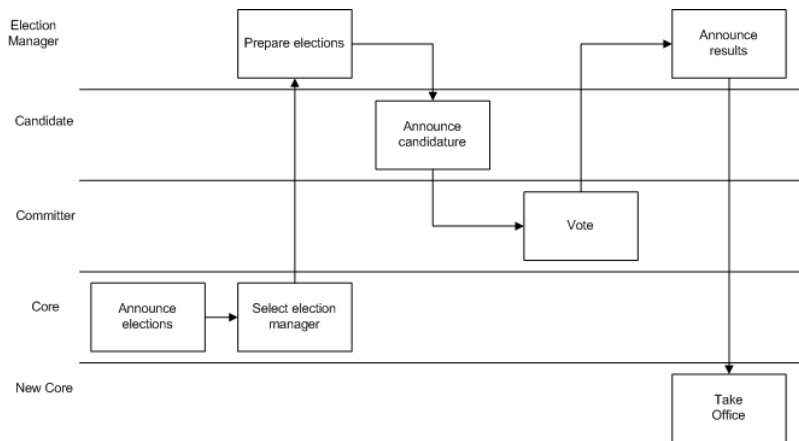 Election
Manager
Prepare elections
Announce
results
Candidate
Announce
candidature
Committer
Vote
Core
Announce
elections
Select election
manager
New Core
Take
Office